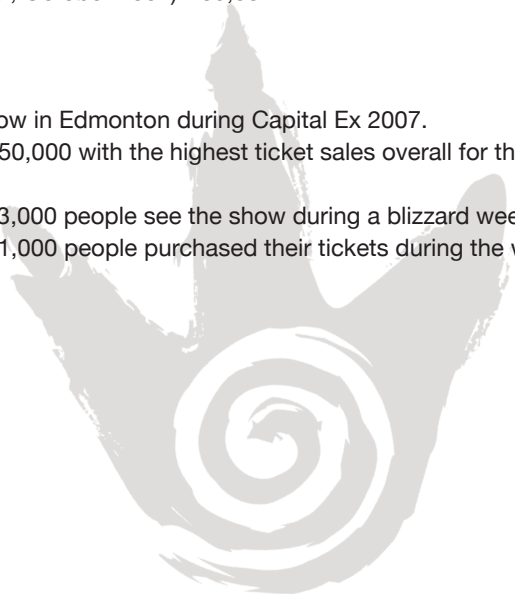 ow in Edmonton during Capital Ex 2007.
50,000 with the highest ticket sales overall for th
3,000 people see the show during a blizzard wee
1,000 people purchased their tickets during the